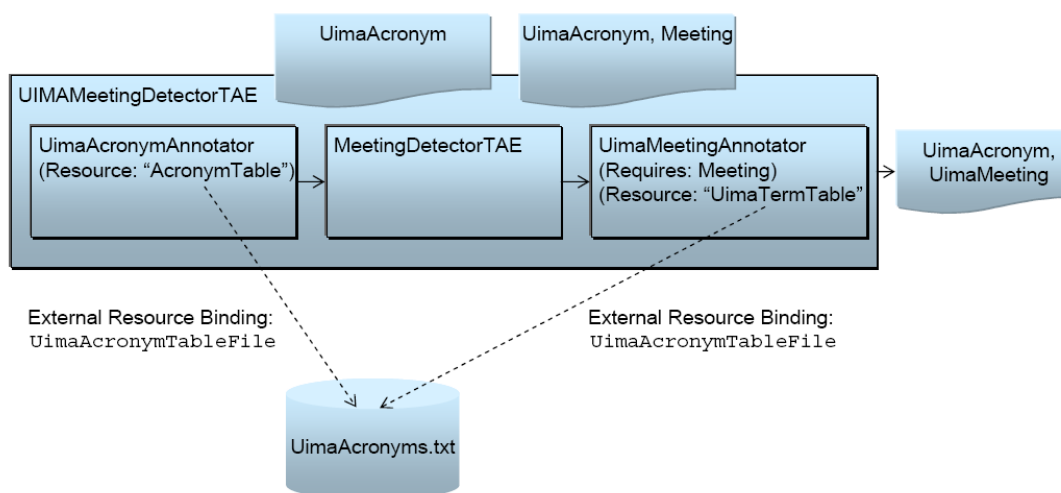 UimaAcronym
UimaAcronym, Meeting
UIMAMeetingDetectorTAE
UimaAcronymAnnotator
(Resource: “AcronymTable”)
MeetingDetectorTAE
UimaMeetingAnnotator
(Requires: Meeting)
(Resource: “UimaTermTable”
UimaAcronym,
UimaMeeting
External Resource Binding:
UimaAcronymTableFile
External Resource Binding:
UimaAcronymTableFile
UimaAcronyms.txt